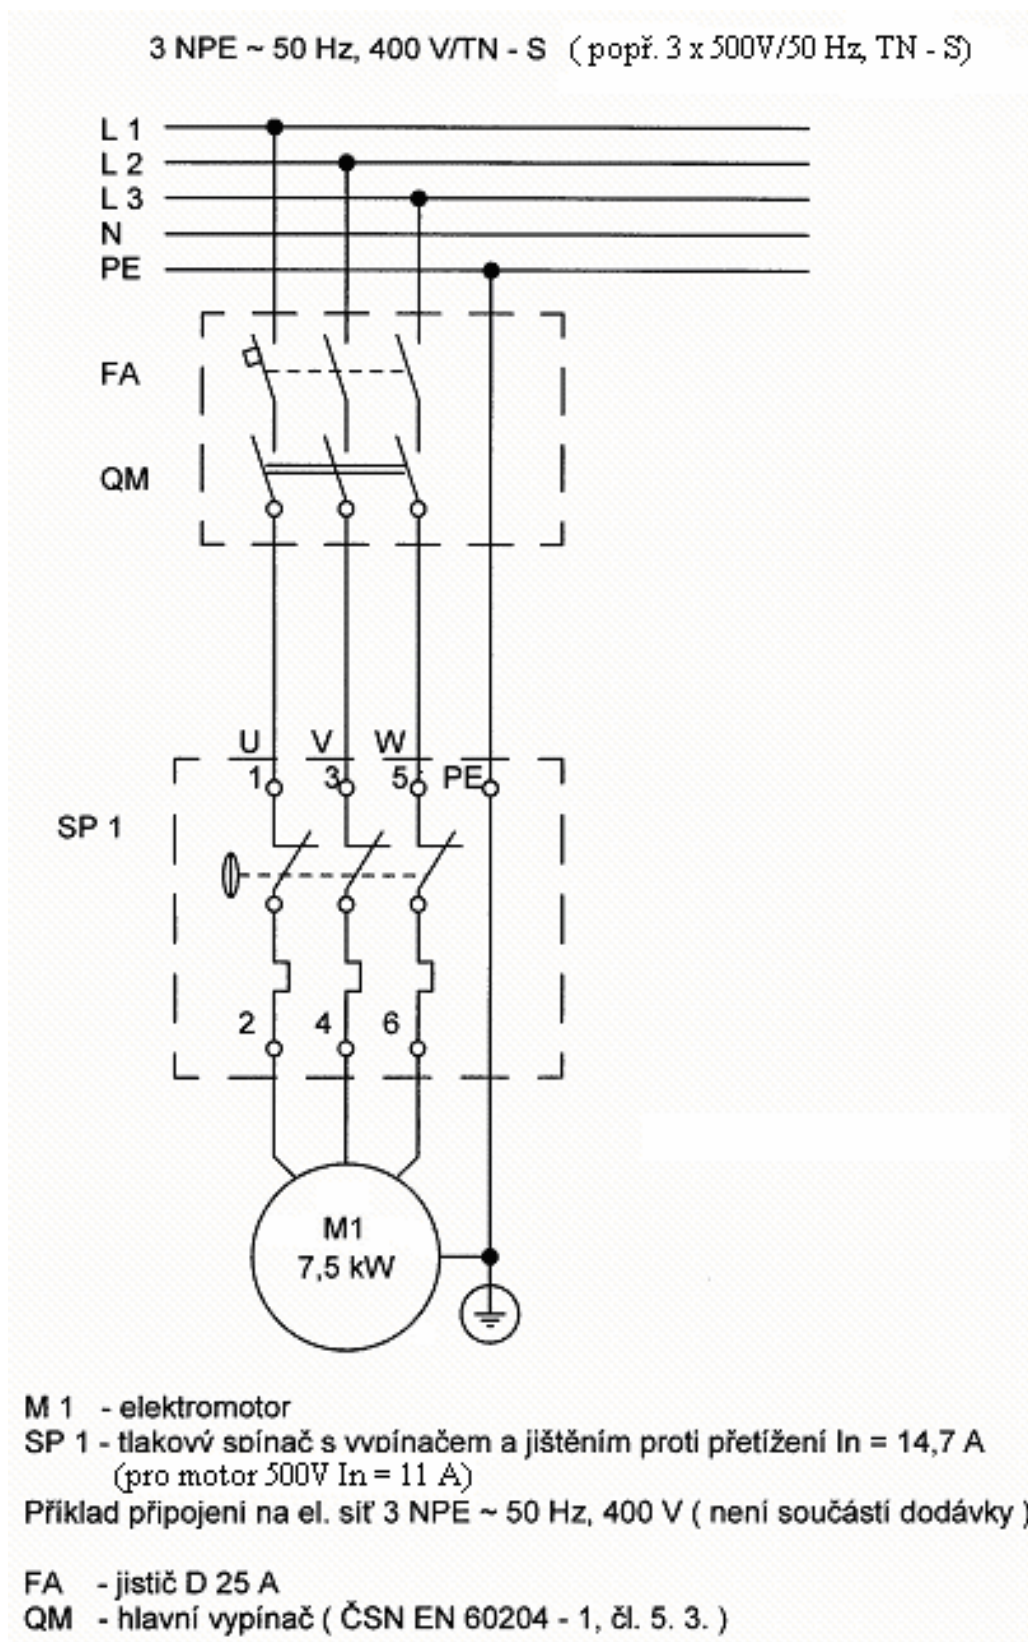 3 NPE ~ 50 Hz, 400 V/TN - S ( popř. 3 x 500V/50 Hz, TN - S)
L 1
L 2
L 3
N
PE
FA
QM
U V W
1 3 5 PE
SP 1
2 4 6
M1
7,5 kW
M 1 - elektromotor
SP 1 - tlakový spínač s vypínačem a jištěním proti přetížení In = 14,7 A
(pro motor 500V In = 11 A)
Příklad připojení na el. síť 3 NPE ~ 50 Hz, 400 V ( není součástí dodávky )
FA - jistič D 25 A
QM - hlavní vypínač ( ČSN EN 60204 - 1, čl. 5. 3. )